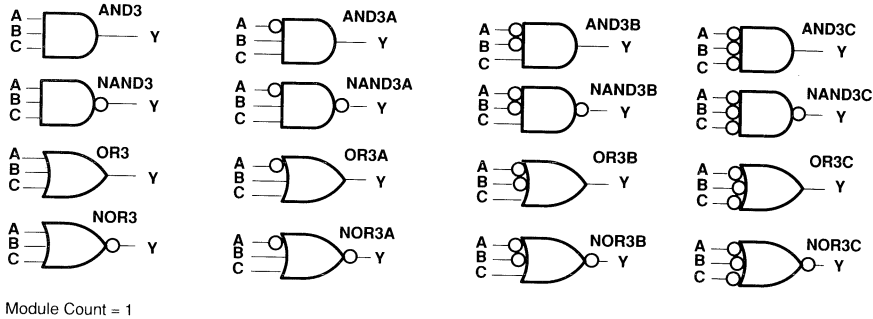 AND3
A
B
C
Y
AND3A
A
B
C
Y
AND3B
A
B
C
Y
AND3C
A
B
C
Y
NAND3
A
B
C
Y
NAND3A
A
B
C
Y
NAND3B
A
B
C
Y
NAND3C
A
B
C
Y
OR3
A
B
C
Y
OR3A
A
B
C
Y
OR3B
A
B
C
Y
OR3C
A
B
C
Y
NOR3
A
B
C
Y
NOR3A
A
B
C
Y
NOR3B
A
B
C
Y
NOR3C
A
B
C
Y
Module Count = 1